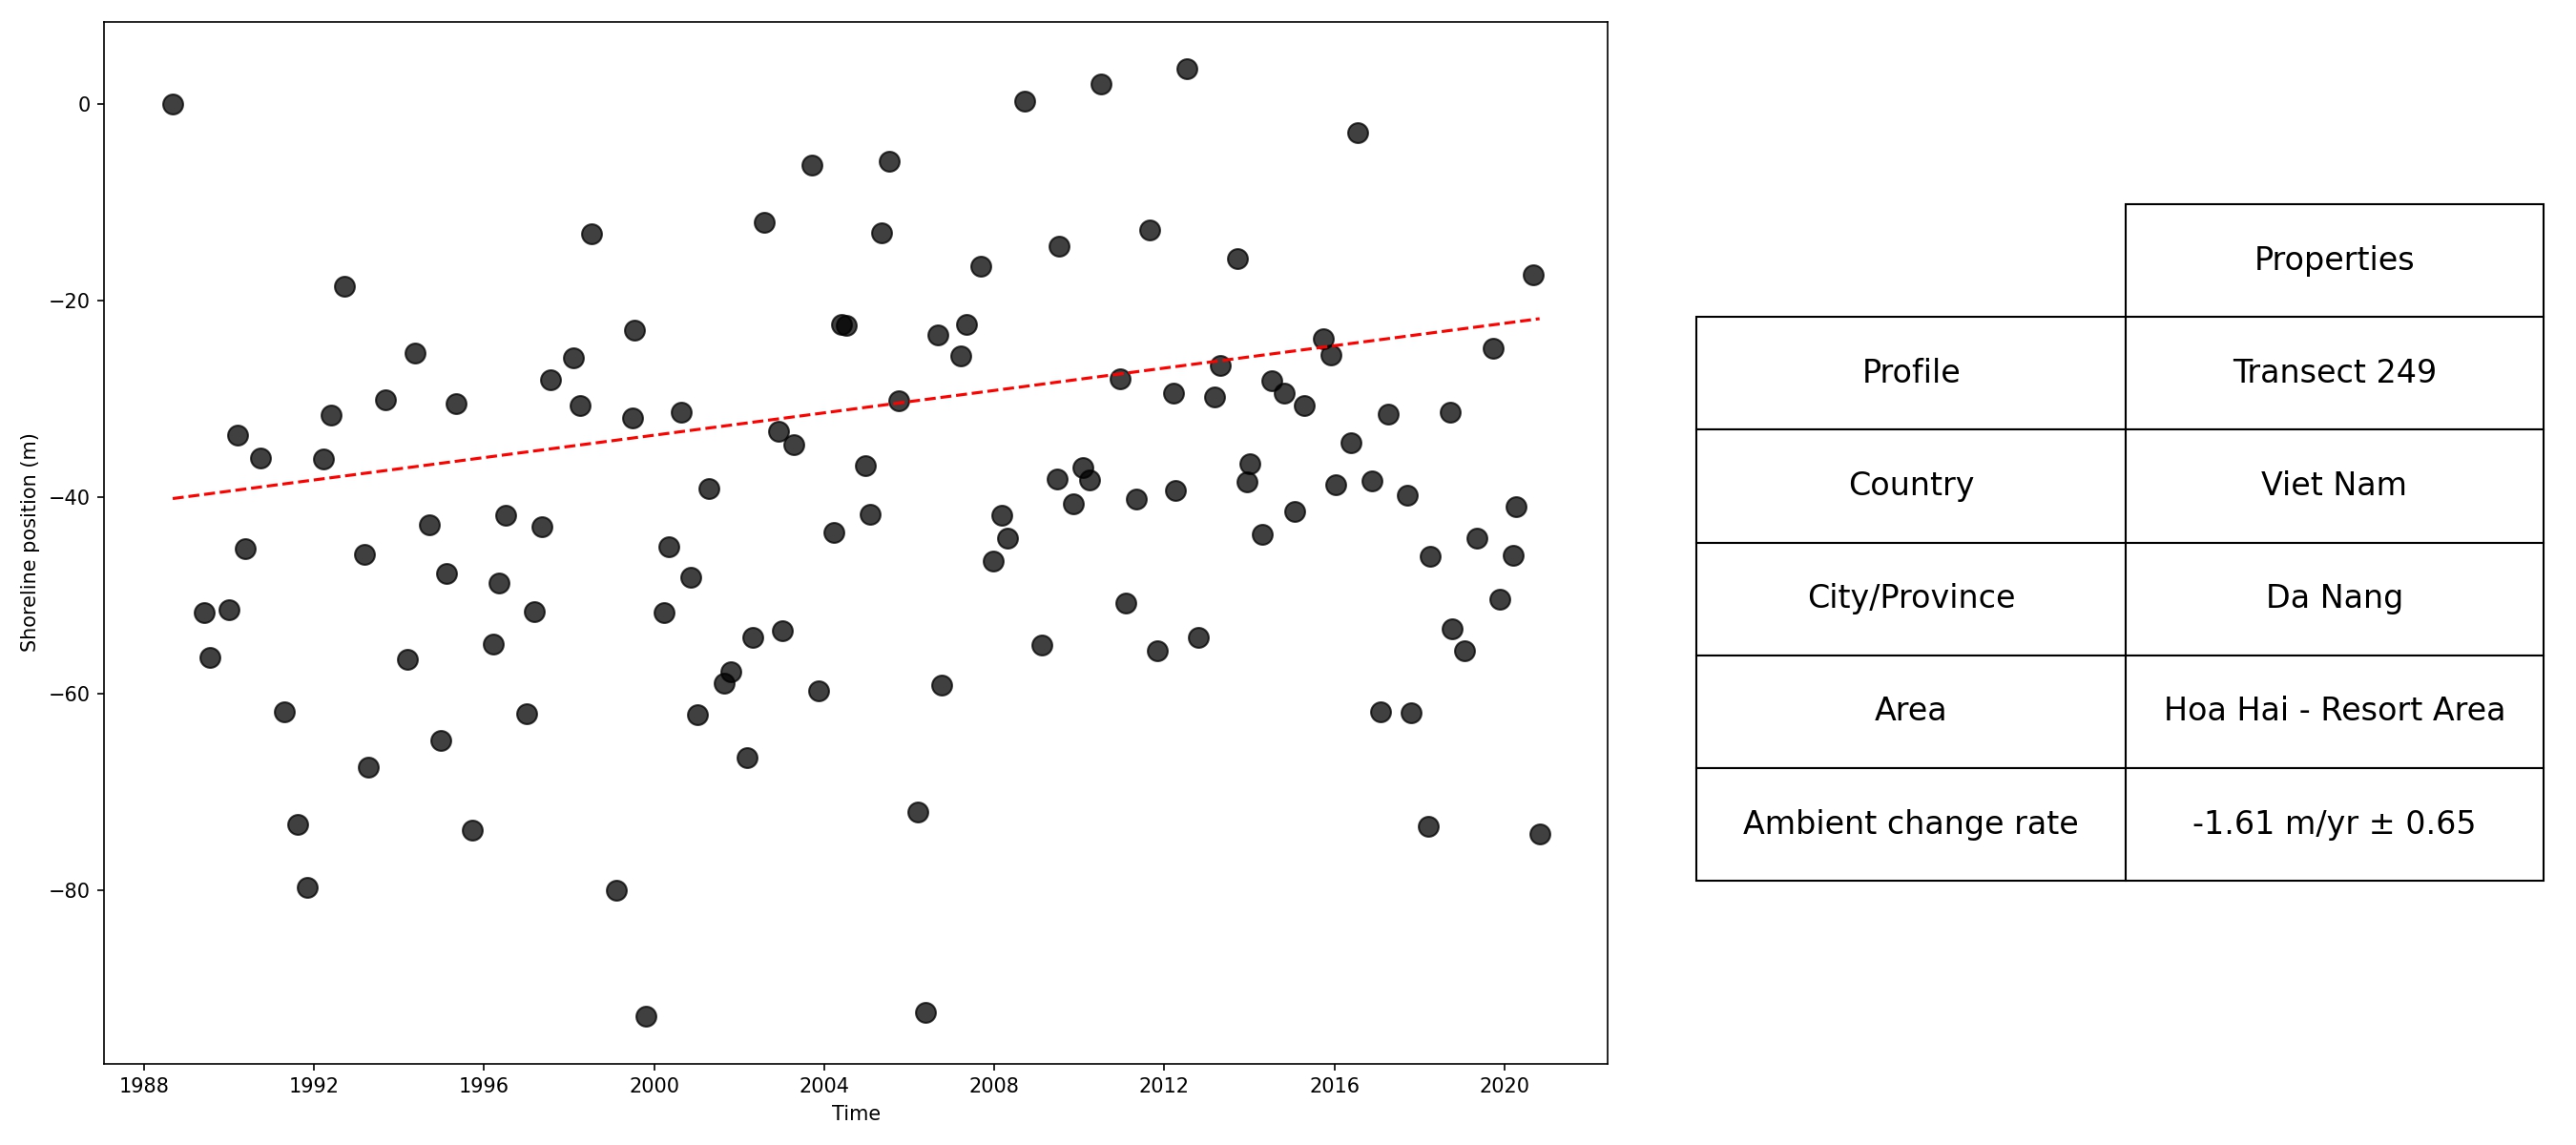 0
−20
−40
−60
−80
Shoreline position (m)
1988 1992 1996 2000 2004 2008 2012 2016 2020
Time
Properties
Profile Transect 249
Country Viet Nam
City/Province Da Nang
Area Hoa Hai - Resort Area
Ambient change rate -1.61 m/yr ± 0.65